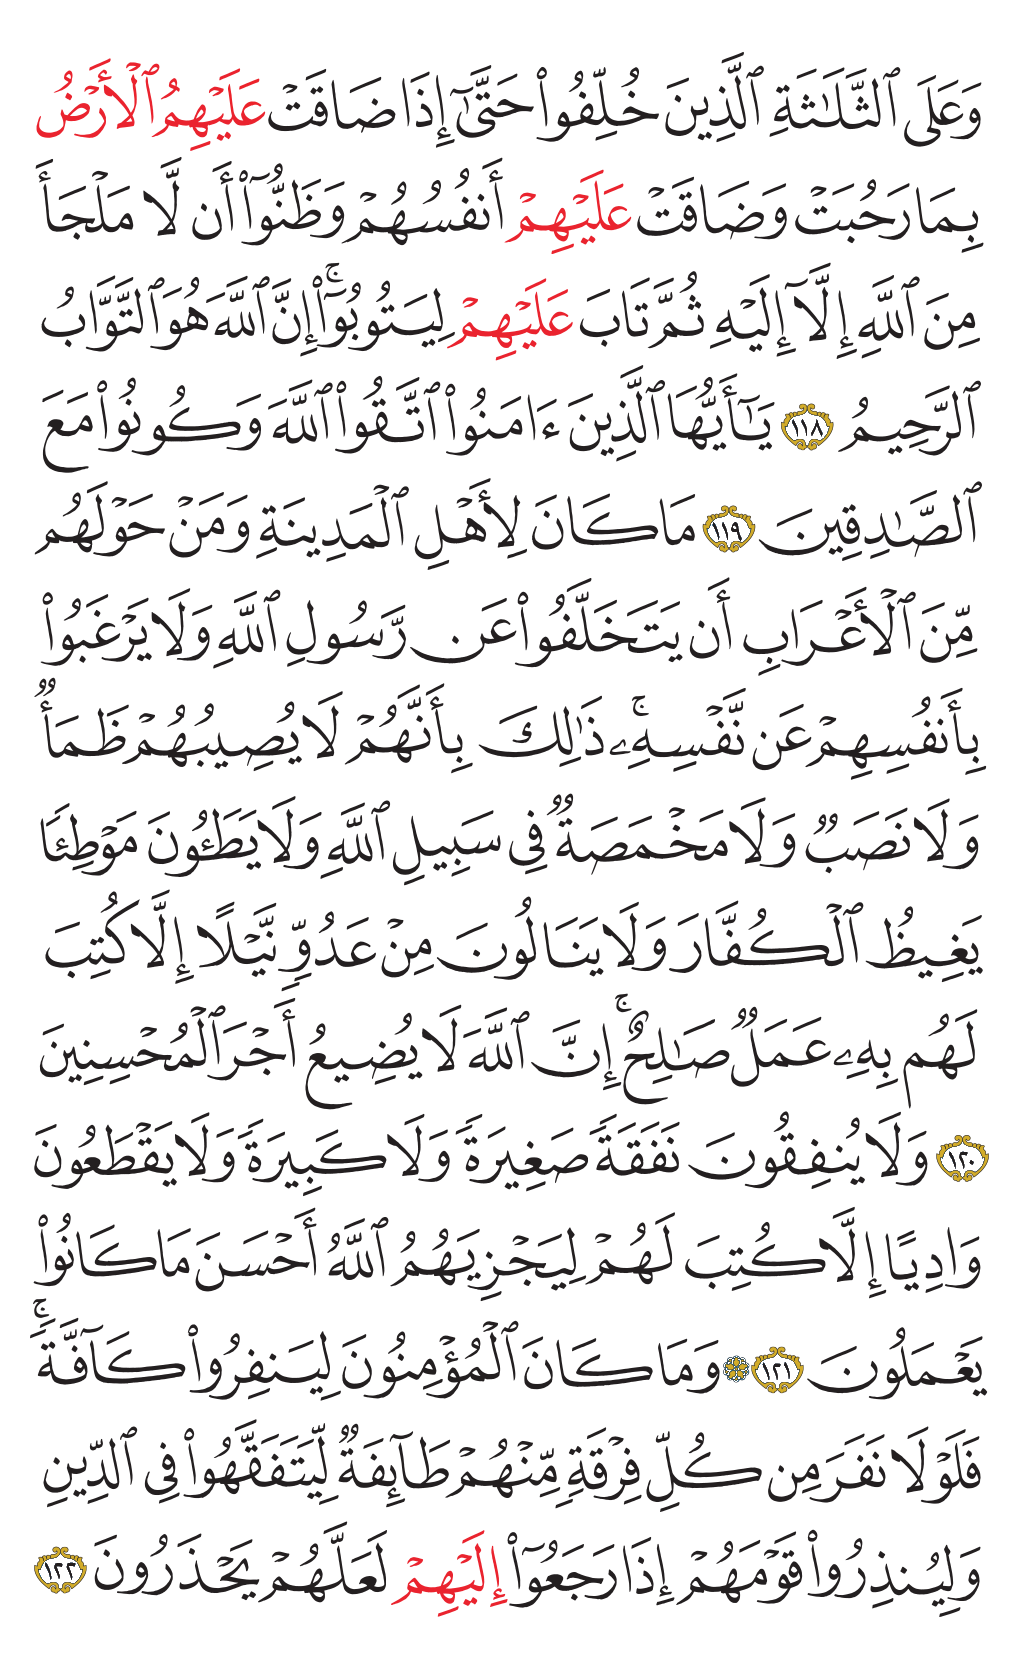 وَعَلَى ٱلثَّلَـٰثَةِ ٱلَّذِينَ خُلِّفُوا۟ حَتَّىٰٓ إِذَا ضَاقَتْ عَلَيْهِمُ ٱلْأَرْضُ
بِمَا رَحُبَتْ وَضَاقَتْ عَلَيْهِمْ أَنفُسُهُمْ وَظَنُّوٓا۟ أَن لَّا مَلْجَأَ
مِنَ ٱللَّهِ إِلَّآ إِلَيْهِ ثُمَّ تَابَ عَلَيْهِمْ لِيَتُوبُوٓا۟ ۚ إِنَّ ٱللَّهَ هُوَ ٱلتَّوَّابُ
ٱلرَّحِيمُ ١١٨ يَـٰٓأَيُّهَا ٱلَّذِينَ ءَامَنُوا۟ ٱتَّقُوا۟ ٱللَّهَ وَكُونُوا۟ مَعَ
ٱلصَّـٰدِقِينَ ١١٩ مَا كَانَ لِأَهْلِ ٱلْمَدِينَةِ وَمَنْ حَوْلَهُم
مِّنَ ٱلْأَعْرَابِ أَن يَتَخَلَّفُوا۟ عَن رَّسُولِ ٱللَّهِ وَلَا يَرْغَبُوا۟
بِأَنفُسِهِمْ عَن نَّفْسِهِۦ ۚ ذَٰلِكَ بِأَنَّهُمْ لَا يُصِيبُهُمْ ظَمَأٌ
وَلَا نَصَبٌ وَلَا مَخْمَصَةٌ فِى سَبِيلِ ٱللَّهِ وَلَا يَطَـُٔونَ مَوْطِئًا
يَغِيظُ ٱلْكُفَّارَ وَلَا يَنَالُونَ مِنْ عَدُوٍّ نَّيْلًا إِلَّا كُتِبَ
لَهُم بِهِۦ عَمَلٌ صَـٰلِحٌ ۚ إِنَّ ٱللَّهَ لَا يُضِيعُ أَجْرَ ٱلْمُحْسِنِينَ
١٢٠ وَلَا يُنفِقُونَ نَفَقَةً صَغِيرَةً وَلَا كَبِيرَةً وَلَا يَقْطَعُونَ
وَادِيًا إِلَّا كُتِبَ لَهُمْ لِيَجْزِيَهُمُ ٱللَّهُ أَحْسَنَ مَا كَانُوا۟
يَعْمَلُونَ ١٢١ ۞ وَمَا كَانَ ٱلْمُؤْمِنُونَ لِيَنفِرُوا۟ كَآفَّةً ۚ
فَلَوْلَا نَفَرَ مِن كُلِّ فِرْقَةٍ مِّنْهُمْ طَآئِفَةٌ لِّيَتَفَقَّهُوا۟ فِى ٱلدِّينِ
وَلِيُنذِرُوا۟ قَوْمَهُمْ إِذَا رَجَعُوٓا۟ إِلَيْهِمْ لَعَلَّهُمْ يَحْذَرُونَ ١٢٢